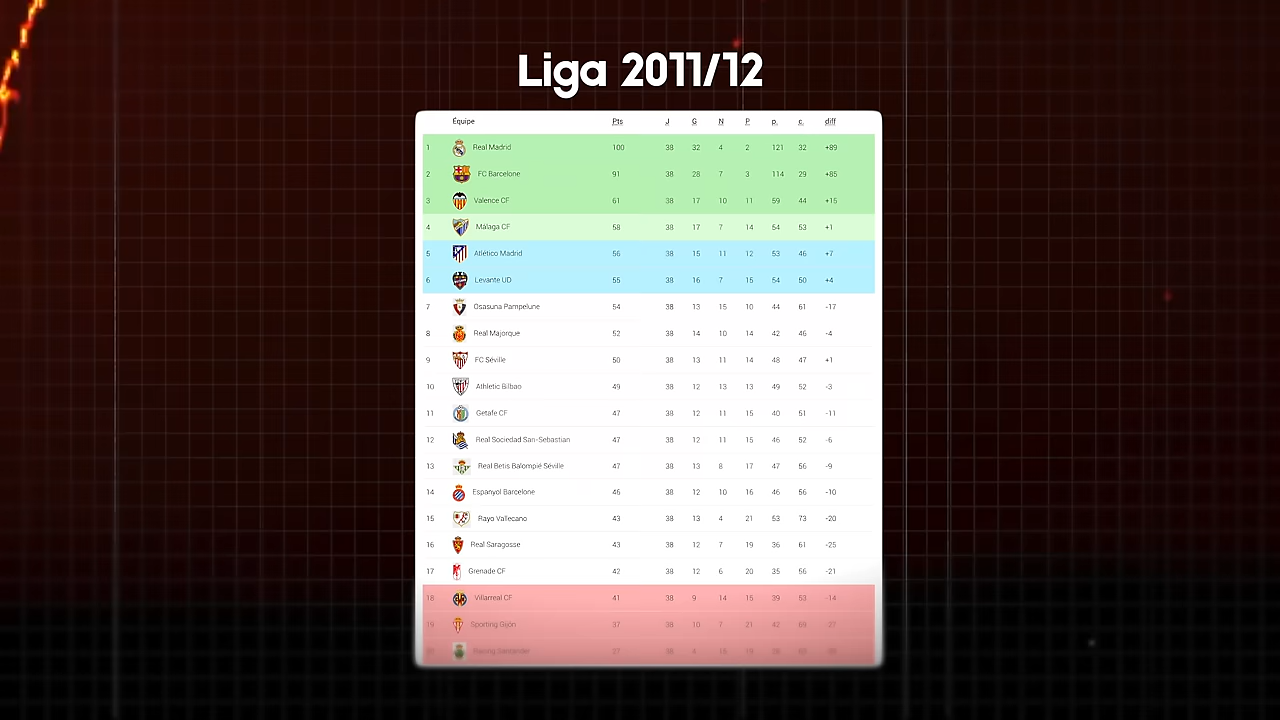 Liga 2011/12
Équipe Pts J G N P p. c. diff
1 Real Madrid 100 38 32 4 2 121 32 +89
2 FC Barcelone 91 38 28 7 3 114 29 +85
3 Valence CF 61 38 17 10 11 59 44 +15
4 Málaga CF 58 38 17 7 14 54 53 +1
5 Atlético Madrid 56 38 15 11 12 53 46 +7
6 Levante UD 55 38 16 7 15 54 50 +4
7 Osasuna Pampelune 54 38 13 15 10 44 61 -17
8 Real Majorque 52 38 14 10 14 42 46 -4
9 FC Séville 50 38 13 11 14 48 47 +1
10 Athletic Bilbao 49 38 12 13 13 49 52 -3
11 Getafe CF 47 38 12 11 15 40 51 -11
12 Real Sociedad San-Sebastian 47 38 12 11 15 46 52 -6
13 Real Betis Balompié Séville 47 38 13 8 17 47 56 -9
14 Espanyol Barcelone 46 38 12 10 16 46 56 -10
15 Rayo Vallecano 43 38 13 4 21 53 73 -20
16 Real Saragosse 43 38 12 7 19 36 61 -25
17 Grenade CF 42 38 12 6 20 35 56 -21
18 Villarreal CF 41 38 9 14 15 39 53 -14
19 Sporting Gijón 37 38 10 7 21 42 69 -27
Racing Santander 27 38 4